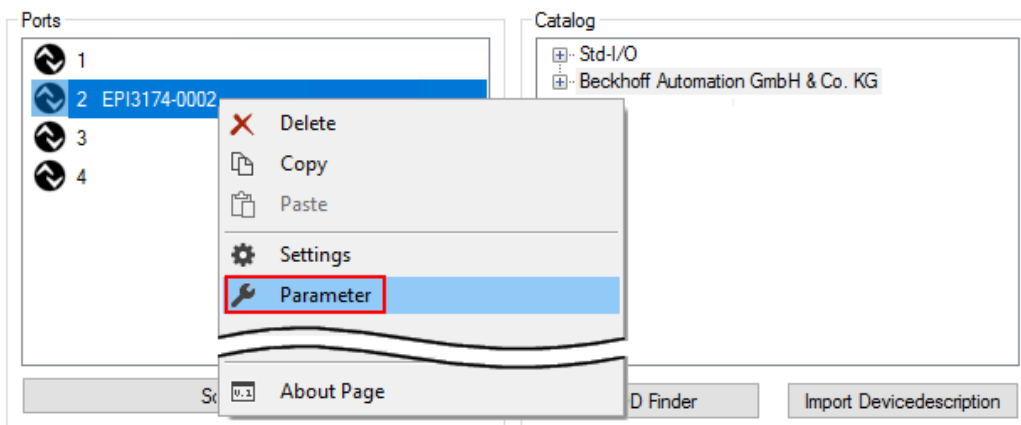 Ports
1
2 EPI3174-0002
3
4
Delete
Copy
Paste
Settings
Parameter
About Page
Catalog
Std-I/O
Beckhoff Automation GmbH & Co. KG
D Finder
Import Devicedescription